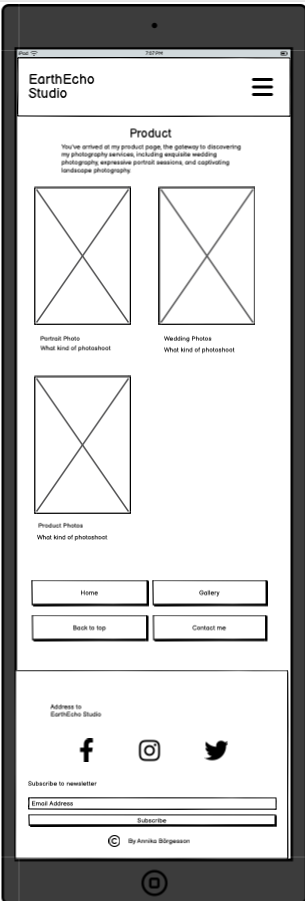 iPad
7:07 PM
EarthEcho
Studio
Product
You've arrived at my product page, the gateway to discovering
my photography services, including exquisite wedding
photography, expressive portrait sessions, and captivating
landscape photography.
Portrait Photo
What kind of photoshoot
Wedding Photos
What kind of photoshoot
Product Photos
What kind of photoshoot
Home
Gallery
Back to top
Contact me
Address to
EarthEcho Studio
Subscribe to newsletter
Email Address
Subscribe
© By Annika Börgesson